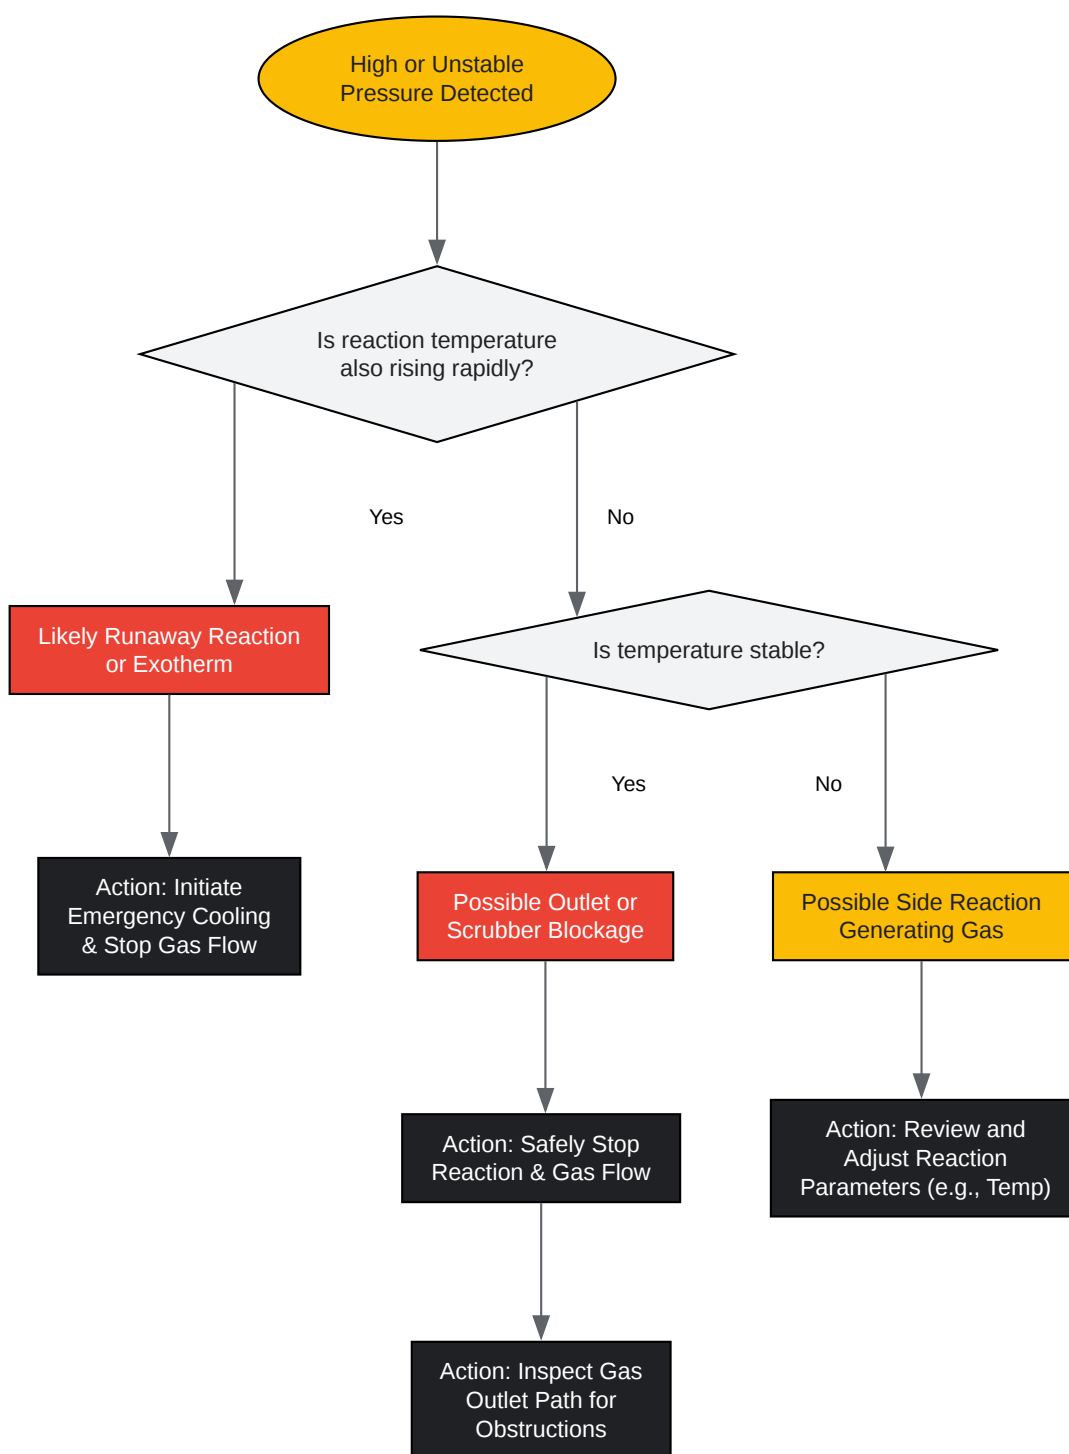 High or Unstable
Pressure Detected
Is reaction temperature
also rising rapidly?
Yes
No
Likely Runaway Reaction
or Exotherm
Is temperature stable?
Yes
No
Action: Initiate
Emergency Cooling
& Stop Gas Flow
Possible Outlet or
Scrubber Blockage
Possible Side Reaction
Generating Gas
Action: Safely Stop
Reaction & Gas Flow
Action: Review and
Adjust Reaction
Parameters (e.g., Temp)
Action: Inspect Gas
Outlet Path for
Obstructions